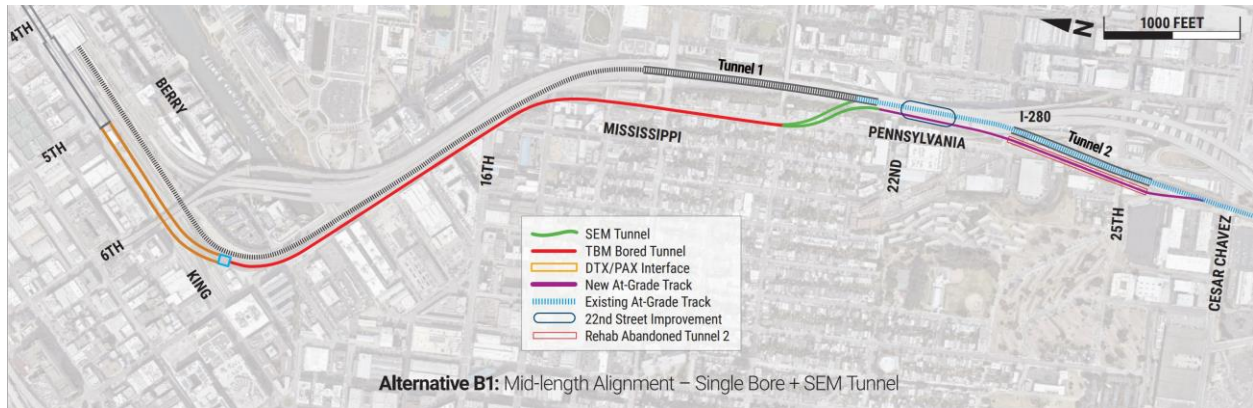 4TH
BERRY
5TH
6TH
KING
16TH
MISSISSIPPI
Tunnel 1
PENNSYLVANIA
22ND
I-280
Tunnel 2
25TH
CESAR CHAVEZ
N
1000 FEET
SEM Tunnel
TBM Bored Tunnel
DTX/PAX Interface
New At-Grade Track
Existing At-Grade Track
22nd Street Improvement
Rehab Abandoned Tunnel 2
Alternative B1: Mid-length Alignment – Single Bore + SEM Tunnel